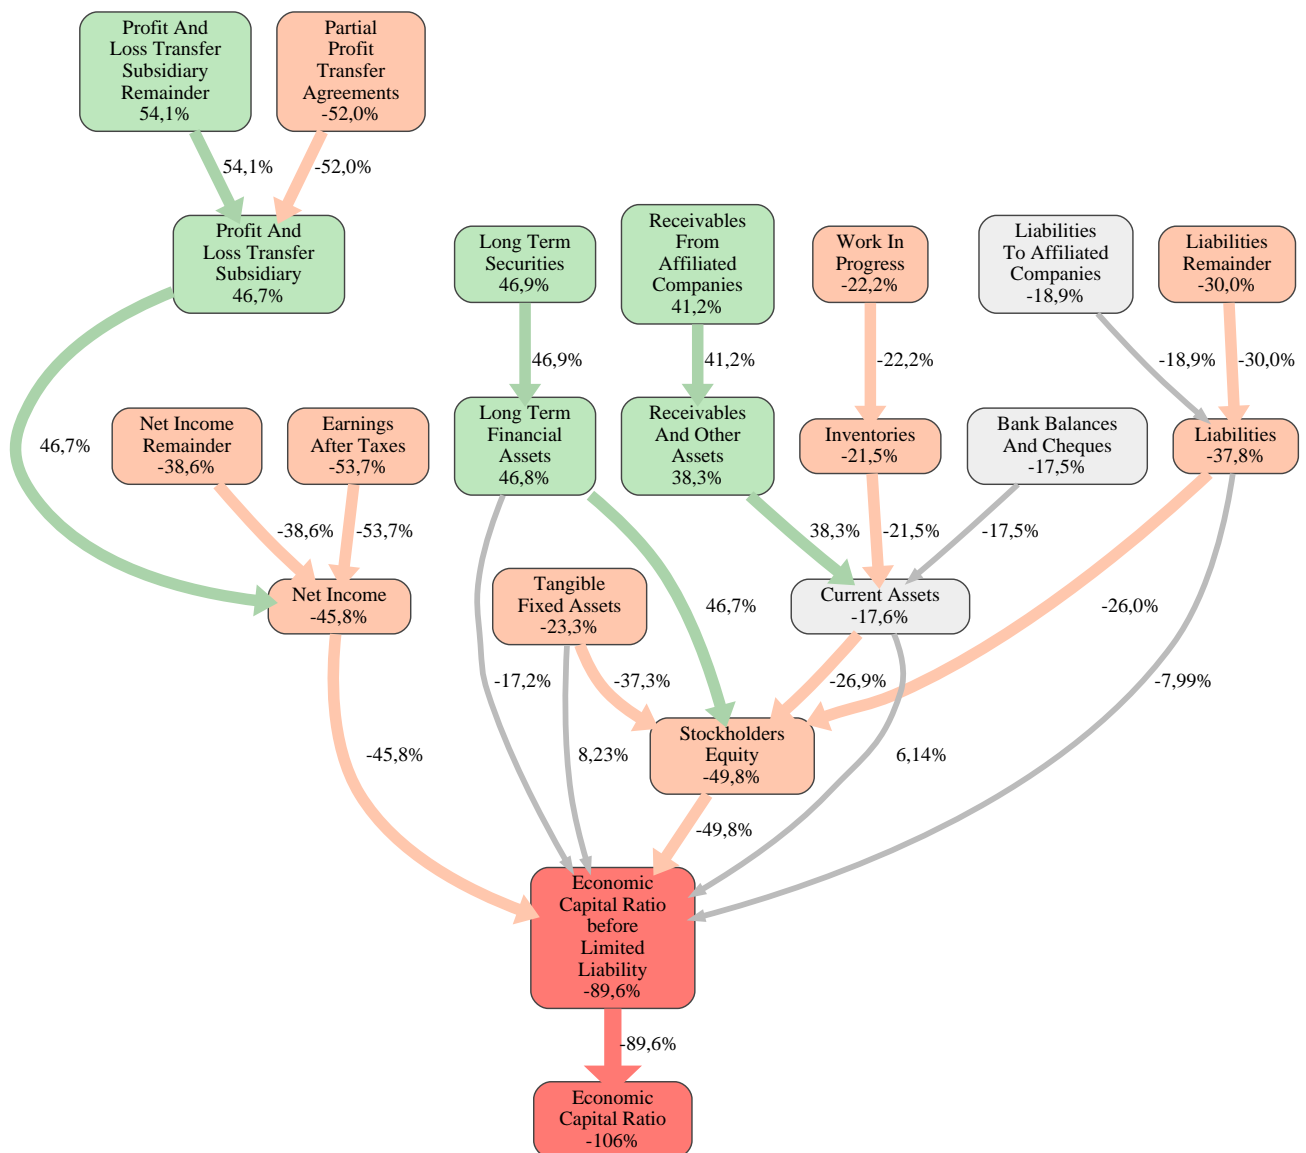 Profit And
Loss Transfer
Subsidiary
Remainder
54,1%
Partial
Profit
Transfer
Agreements
-52,0%
54,1%
-52,0%
Profit And
Loss Transfer
Subsidiary
46,7%
Long Term
Securities
46,9%
Receivables
From
Affiliated
Companies
41,2%
Work In
Progress
-22,2%
Liabilities
To Affiliated
Companies
-18,9%
Liabilities
Remainder
-30,0%
46,9%
41,2%
-22,2%
-18,9%
-30,0%
46,7%
Net Income
Remainder
-38,6%
Earnings
After Taxes
-53,7%
Long Term
Financial
Assets
46,8%
Receivables
And Other
Assets
38,3%
Inventories
-21,5%
Bank Balances
And Cheques
-17,5%
Liabilities
-37,8%
-38,6%
-53,7%
38,3%
-21,5%
-17,5%
Net Income
-45,8%
Tangible
Fixed Assets
-23,3%
46,7%
Current Assets
-17,6%
-26,0%
-17,2%
-37,3%
-26,9%
-7,99%
Stockholders
Equity
-49,8%
-45,8%
8,23%
6,14%
-49,8%
Economic
Capital Ratio
before
Limited
Liability
-89,6%
-89,6%
Economic
Capital Ratio
-106%